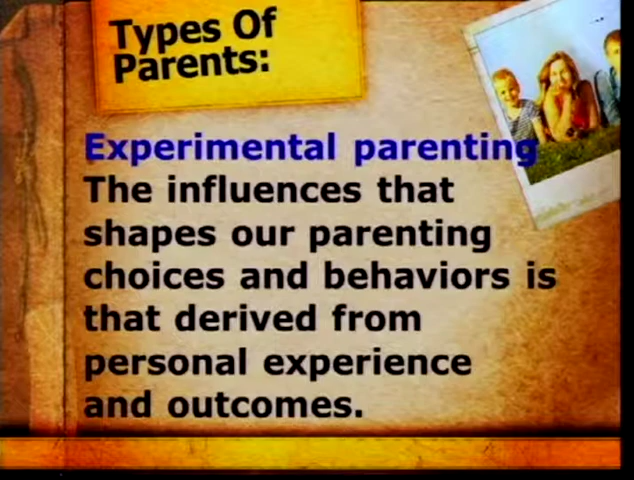 Types Of
Parents:
Experimental parenting
The influences that
shapes our parenting
choices and behaviors is
that derived from
personal experience
and outcomes.